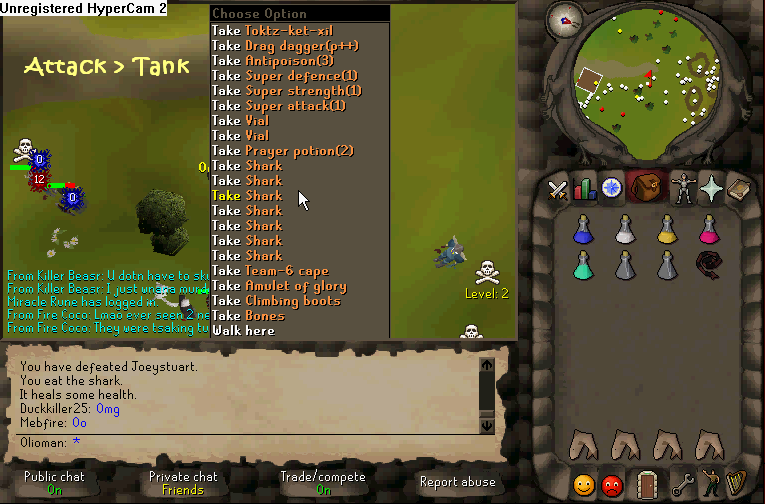 Unregistered HyperCam 2
Attack > Tank
Choose Option
Take Toktz-ket-xil
Take Drag dagger(p++)
Take Antipoison(3)
Take Super defence(1)
Take Super strength(1)
Take Super attack(1)
Take Vial
Take Vial
Take Prayer potion(2)
Take Shark
Take Shark
Take Shark
Take Shark
Take Shark
Take Shark
Take Shark
Take Team-6 cape
Take Amulet of glory
Take Climbing boots
Take Bones
Walk here
0
12
0
Level: 2
From Killer Beasr: U dotn have to sku
From Killer Beasr: I just
Miracle Rune has logged in.
From Fire Coco: Lmao ever seen 2 ne
From Fire Coco: They were tsaking tu
You have defeated Joeystuart.
You eat the shark.
It heals some health.
Duckkiller25: Omg
Mebfire: Oo
Olioman: *
Public chat
On
Private chat
Friends
Trade/compete
On
Report abuse